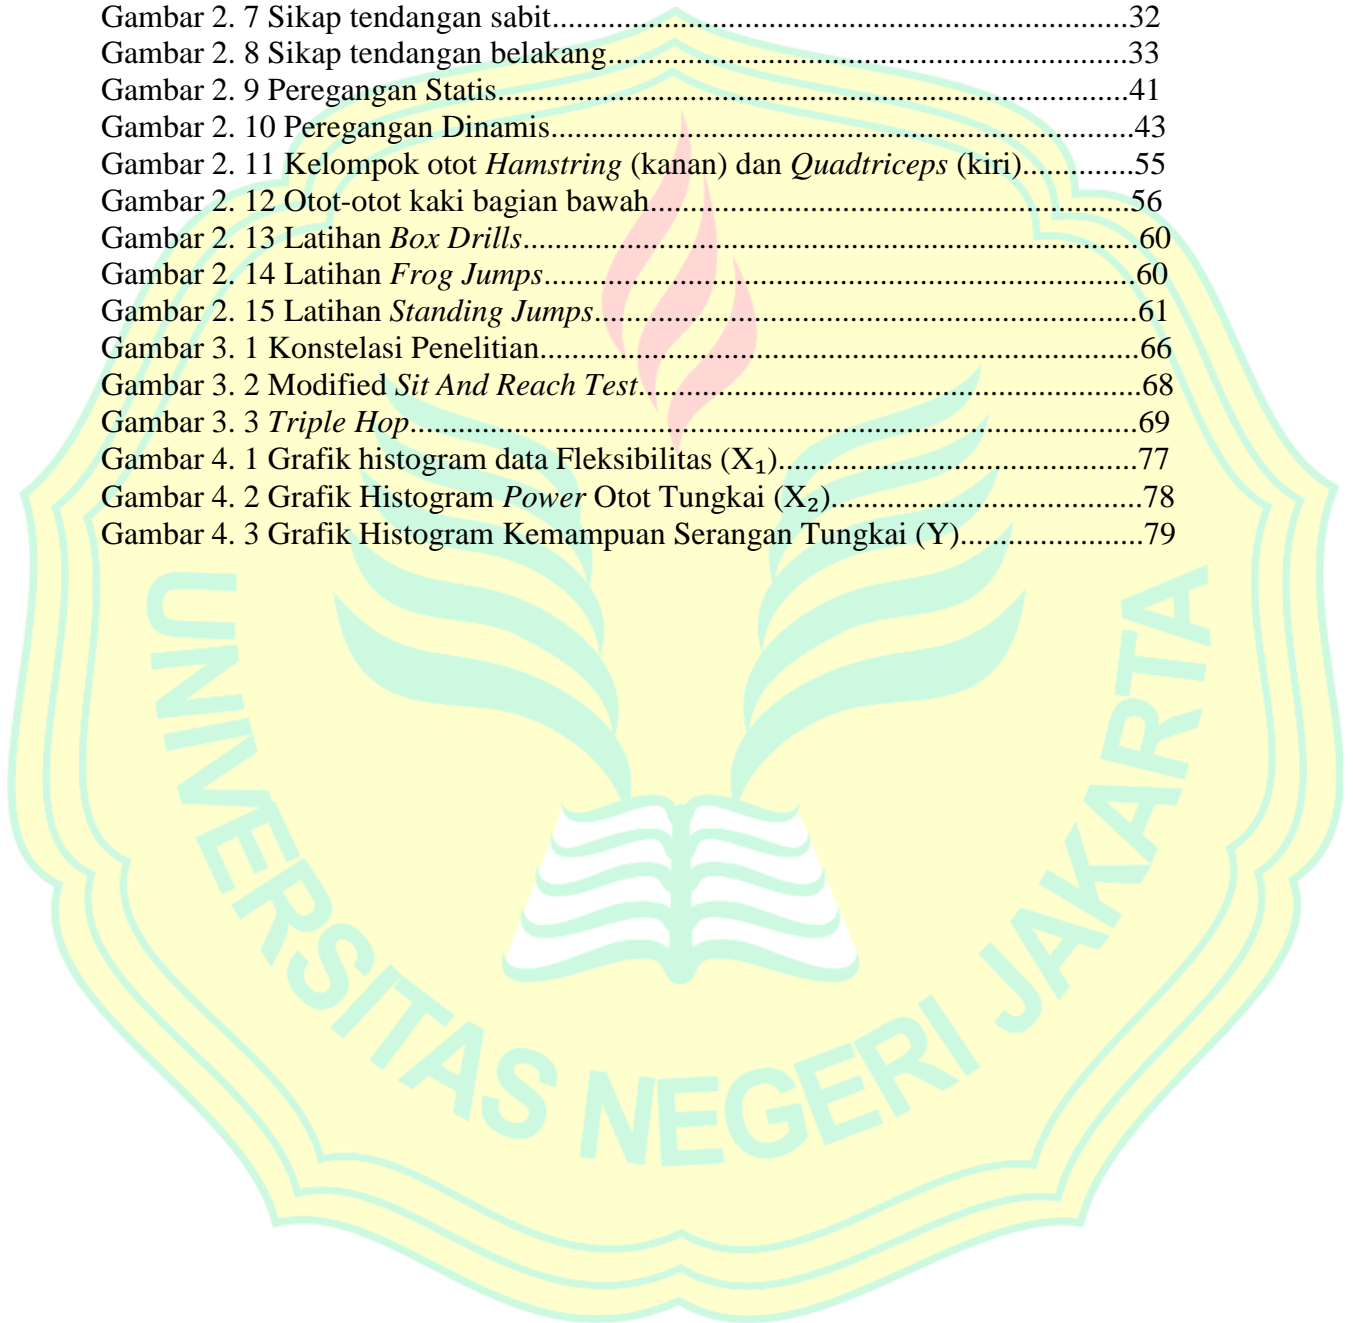 Gambar 2. 7 Sikap tendangan sabit........................................................................32
Gambar 2. 8 Sikap tendangan belakang....................................................................33
Gambar 2. 9 Peregangan Statis...............................................................................41
Gambar 2. 10 Peregangan Dinamis.........................................................................43
Gambar 2. 11 Kelompok otot Hamstring (kanan) dan Quadtriceps (kiri)..............55
Gambar 2. 12 Otot-otot kaki bagian bawah............................................................56
Gambar 2. 13 Latihan Box Drills.............................................................................60
Gambar 2. 14 Latihan Frog Jumps..........................................................................60
Gambar 2. 15 Latihan Standing Jumps....................................................................61
Gambar 3. 1 Konstelasi Penelitian...........................................................................66
Gambar 3. 2 Modified Sit And Reach Test...............................................................68
Gambar 3. 3 Triple Hop...........................................................................................69
Gambar 4. 1 Grafik histogram data Fleksibilitas (X₁).............................................77
Gambar 4. 2 Grafik Histogram Power Otot Tungkai (X₂).......................................78
Gambar 4. 3 Grafik Histogram Kemampuan Serangan Tungkai (Y).......................79
UNIVERSITAS NEGERI JAKARTA